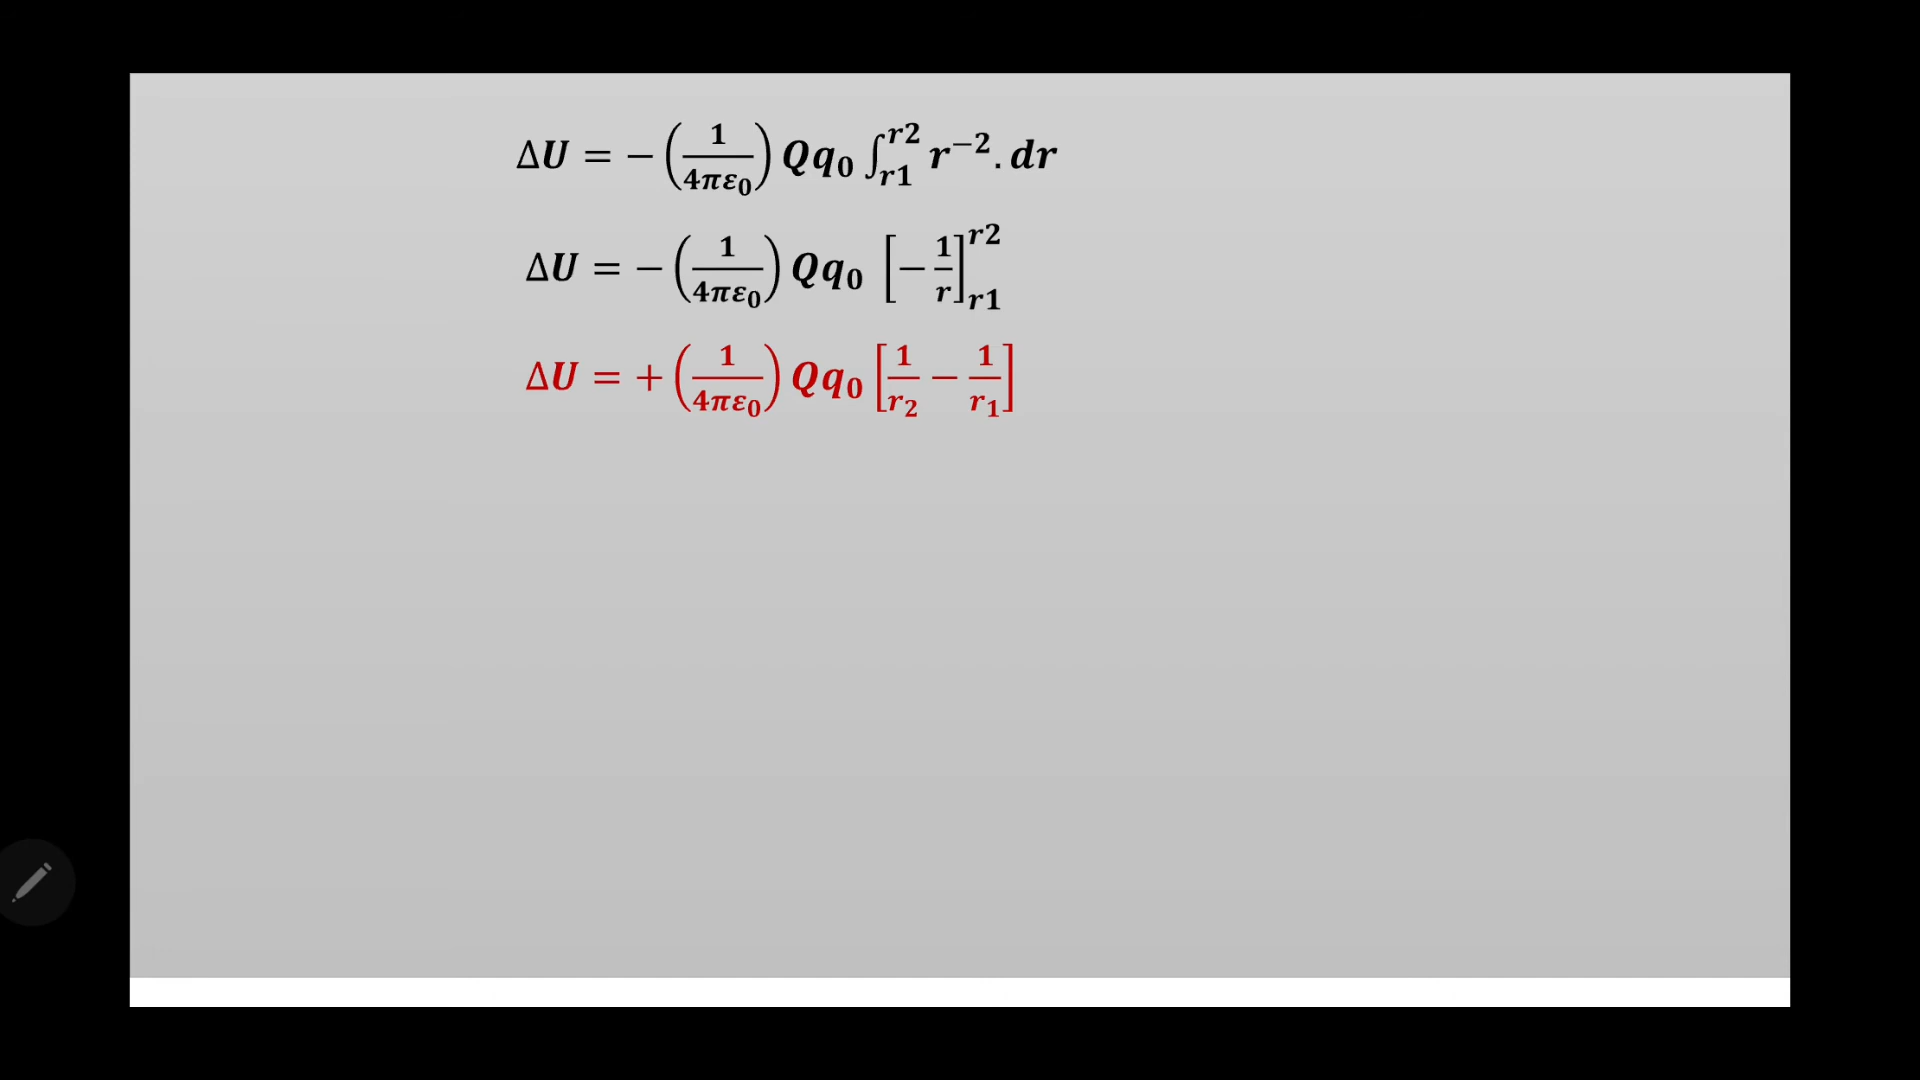 ΔU = −(1/4πε₀) Qq₀ ∫_{r1}^{r2} r⁻². dr
ΔU = −(1/4πε₀) Qq₀ [−1/r]_{r1}^{r2}
ΔU = +(1/4πε₀) Qq₀ [1/r₂ − 1/r₁]